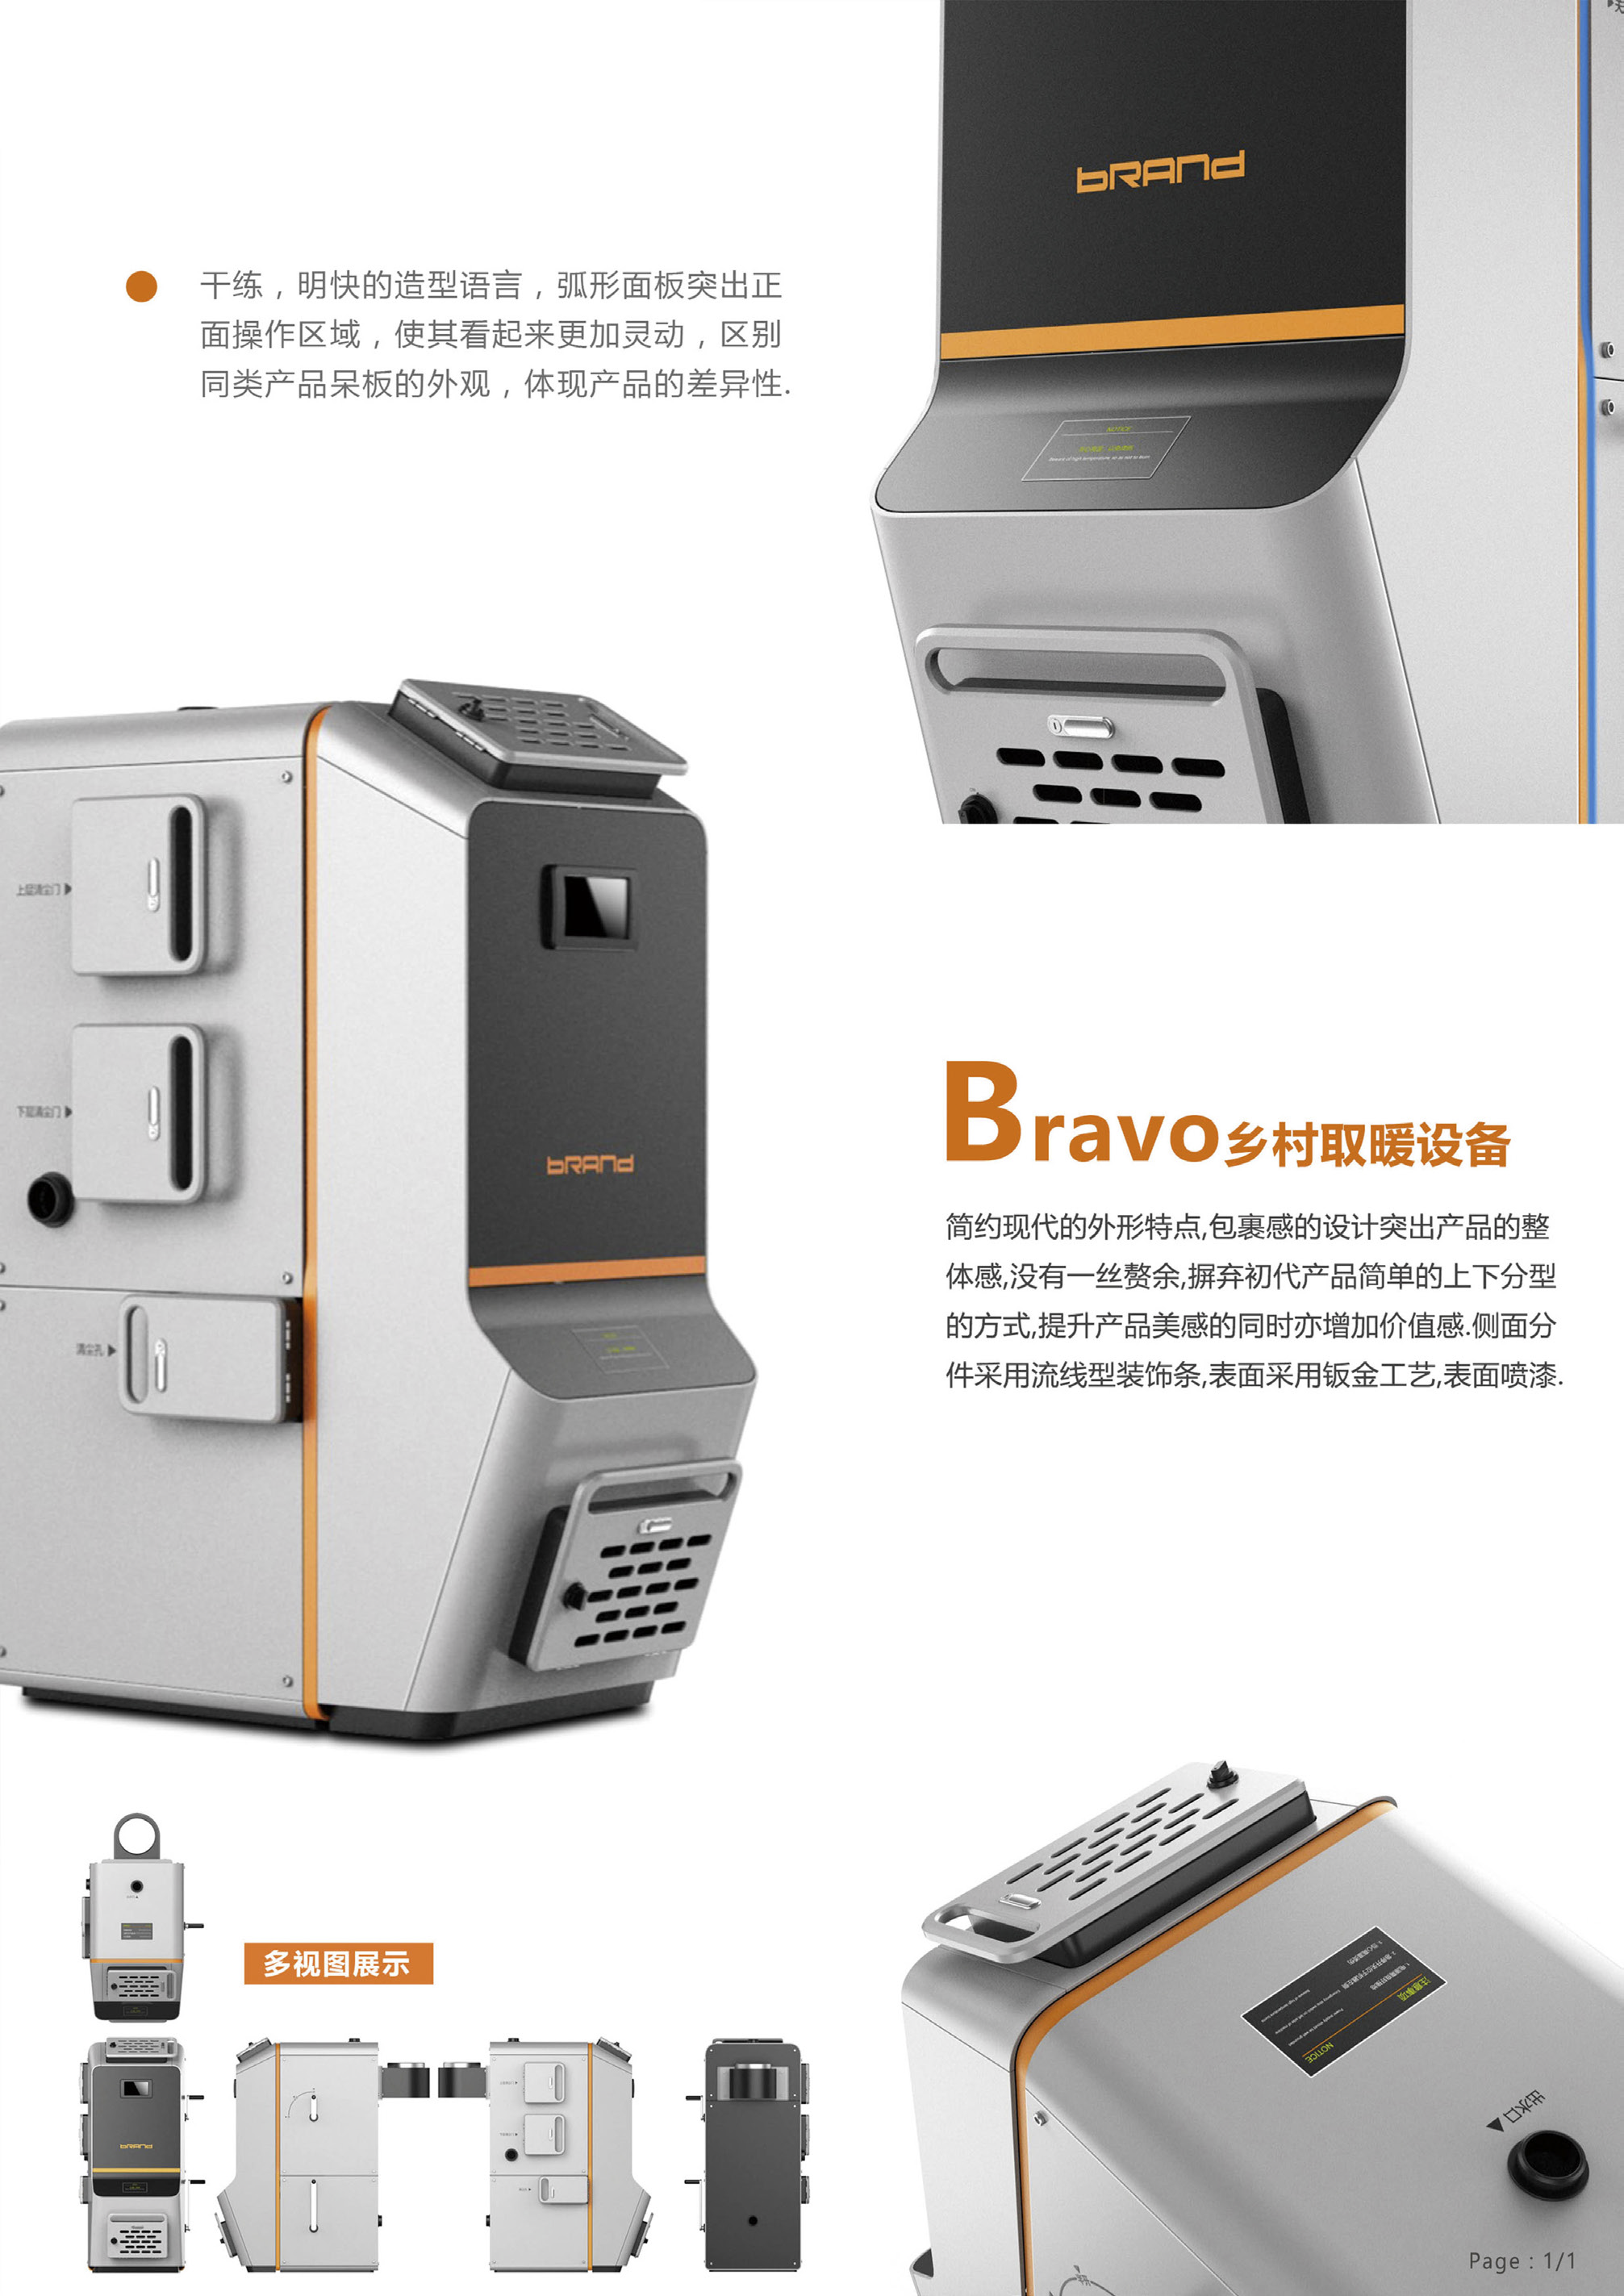 bRAnd
NOTICE
干练，明快的造型语言，弧形面板突出正
面操作区域，使其看起来更加灵动，区别
同类产品呆板的外观，体现产品的差异性.
上层清尘门
下层清尘门
清尘孔
bRAnd
Bravo乡村取暖设备
简约现代的外形特点,包裹感的设计突出产品的整
体感,没有一丝赘余,摒弃初代产品简单的上下分型
的方式,提升产品美感的同时亦增加价值感.侧面分
件采用流线型装饰条,表面采用钣金工艺,表面喷漆.
多视图展示
bRAnd
注意事项
NOTICE
出水口
Page : 1/1